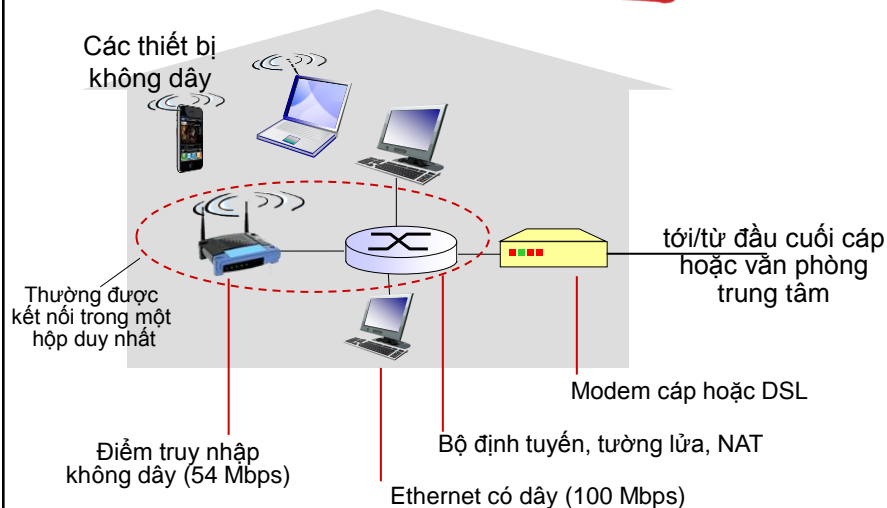 Các thiết bị
không dây
tới/từ đầu cuối cáp
hoặc văn phòng
trung tâm
Thường được
kết nối trong một
hộp duy nhất
Modem cáp hoặc DSL
Bộ định tuyến, tường lửa, NAT
Điểm truy nhập
không dây (54 Mbps)
Ethernet có dây (100 Mbps)